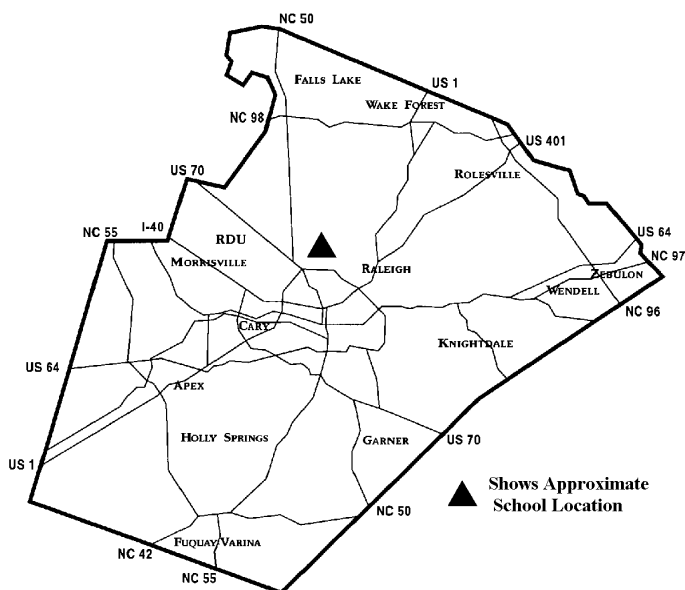 NC 50
FALLS LAKE
US 1
WAKE FOREST
NC 98
US 401
US 70
ROLESVILLE
I-40
NC 55
RDU
US 64
MORRISVILLE
RALEIGH
NC 97
ZEBULON
WENDELL
NC 96
CARY
KNIGHTDALE
US 64
APEX
HOLLY SPRINGS
GARNER
US 70
US 1
Shows Approximate
School Location
NC 50
FUQUAY-VARINA
NC 42
NC 55